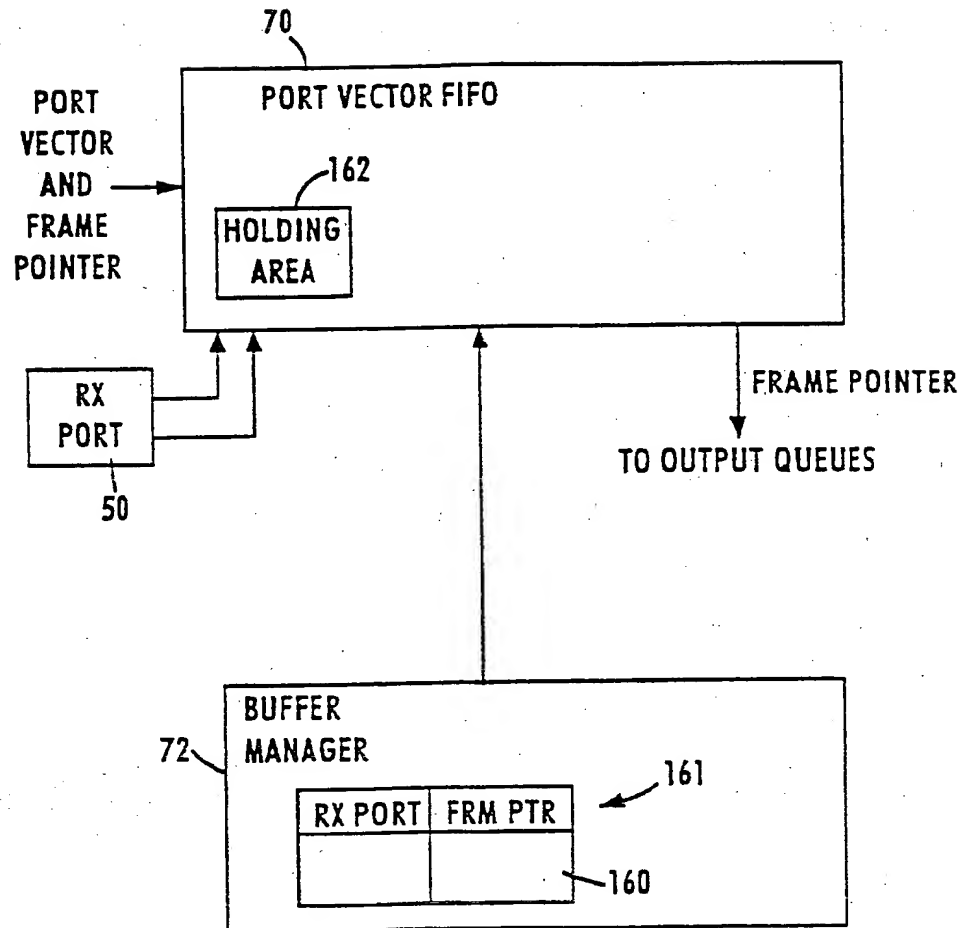 70
PORT VECTOR FIFO
PORT
VECTOR
AND
FRAME
POINTER
162
HOLDING
AREA
RX
PORT
50
FRAME POINTER
TO OUTPUT QUEUES
BUFFER
MANAGER
72
161
RX PORT FRM PTR
160